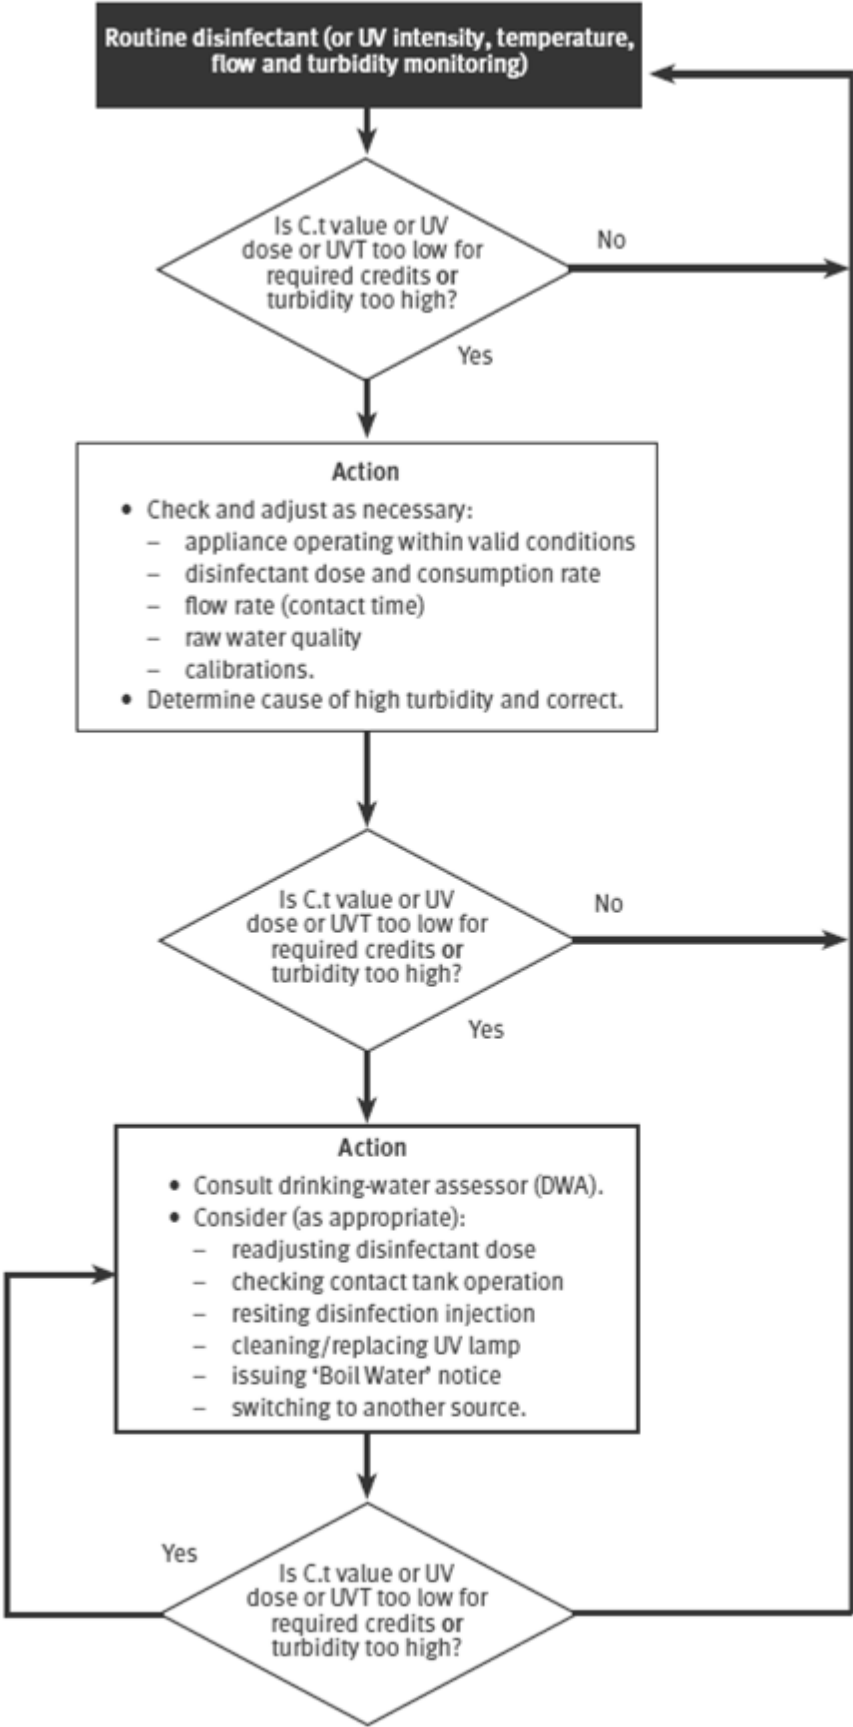 Routine disinfectant (or UV intensity, temperature,
flow and turbidity monitoring)
Is C.t value or UV
dose or UVT too low for
required credits or
turbidity too high?
No
Yes
Action
• Check and adjust as necessary:
– appliance operating within valid conditions
– disinfectant dose and consumption rate
– flow rate (contact time)
– raw water quality
– calibrations.
• Determine cause of high turbidity and correct.
Is C.t value or UV
dose or UVT too low for
required credits or
turbidity too high?
No
Yes
Action
• Consult drinking-water assessor (DWA).
• Consider (as appropriate):
– readjusting disinfectant dose
– checking contact tank operation
– resiting disinfection injection
– cleaning/replacing UV lamp
– issuing ‘Boil Water’ notice
– switching to another source.
Yes
Is C.t value or UV
dose or UVT too low for
required credits or
turbidity too high?